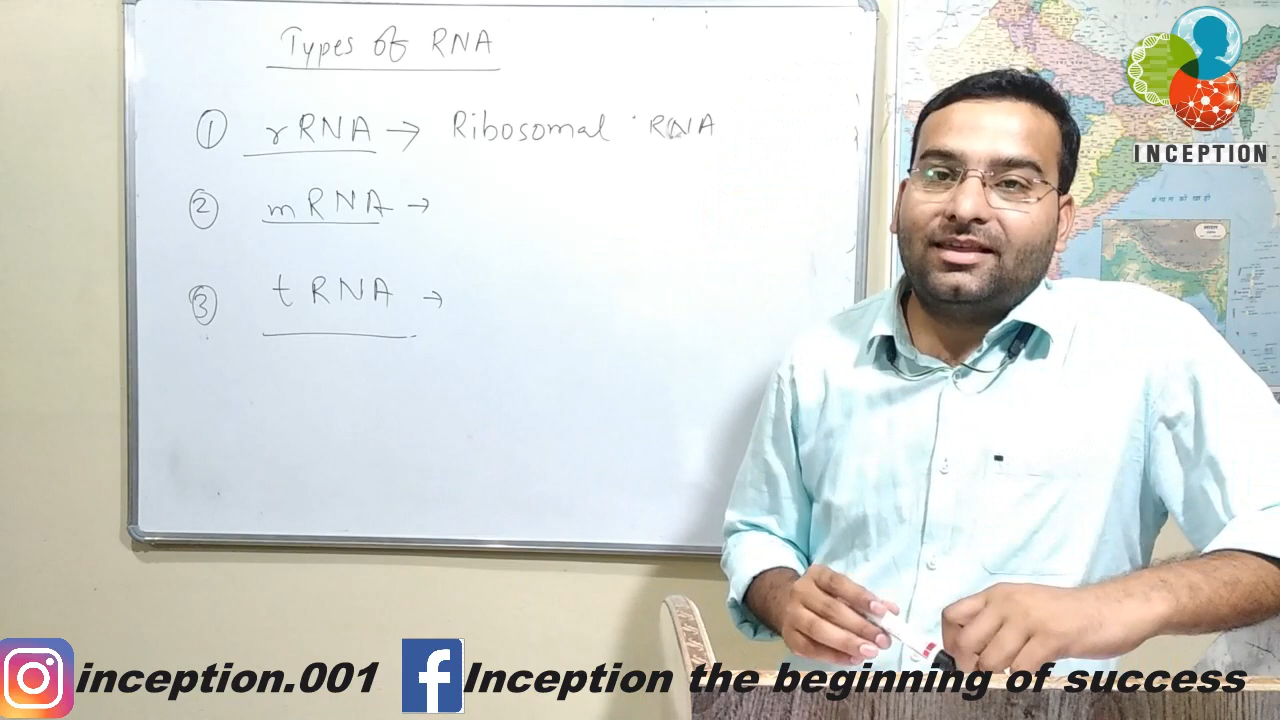 Types of RNA
① rRNA → Ribosomal RNA
② mRNA →
③ tRNA →
INCEPTION
inception.001
Inception the beginning of success